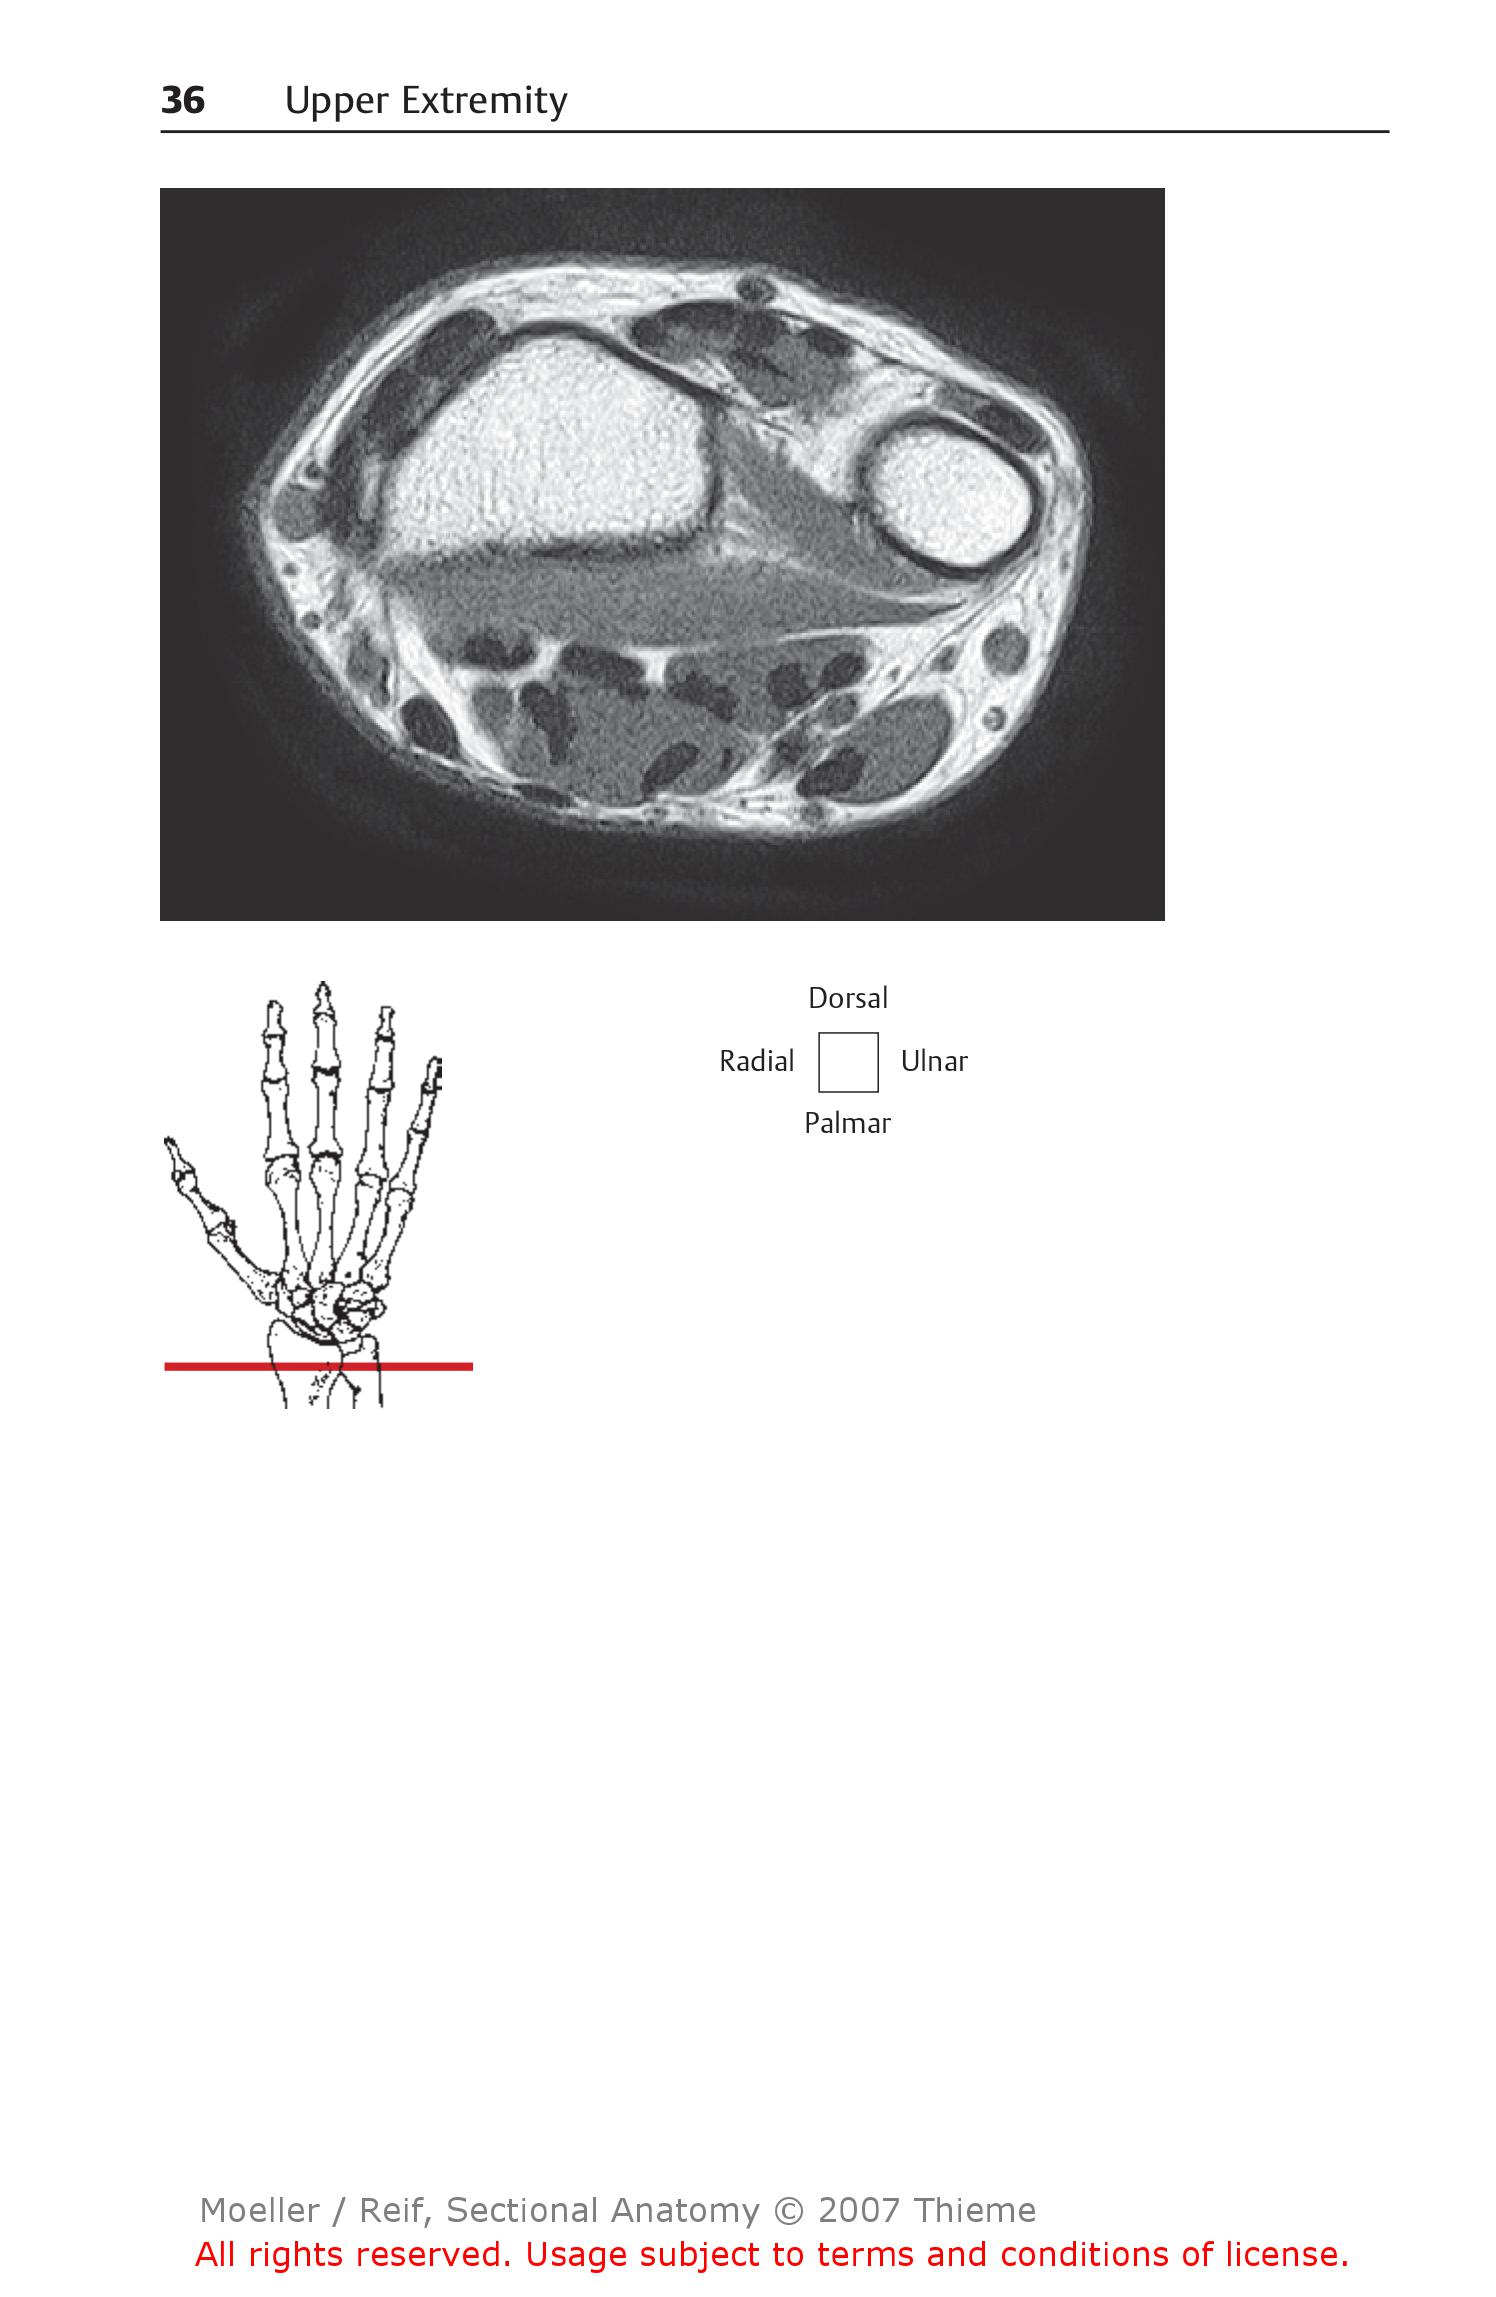 36 Upper Extremity
Dorsal
Radial Ulnar
Palmar
Moeller / Reif, Sectional Anatomy © 2007 Thieme
All rights reserved. Usage subject to terms and conditions of license.